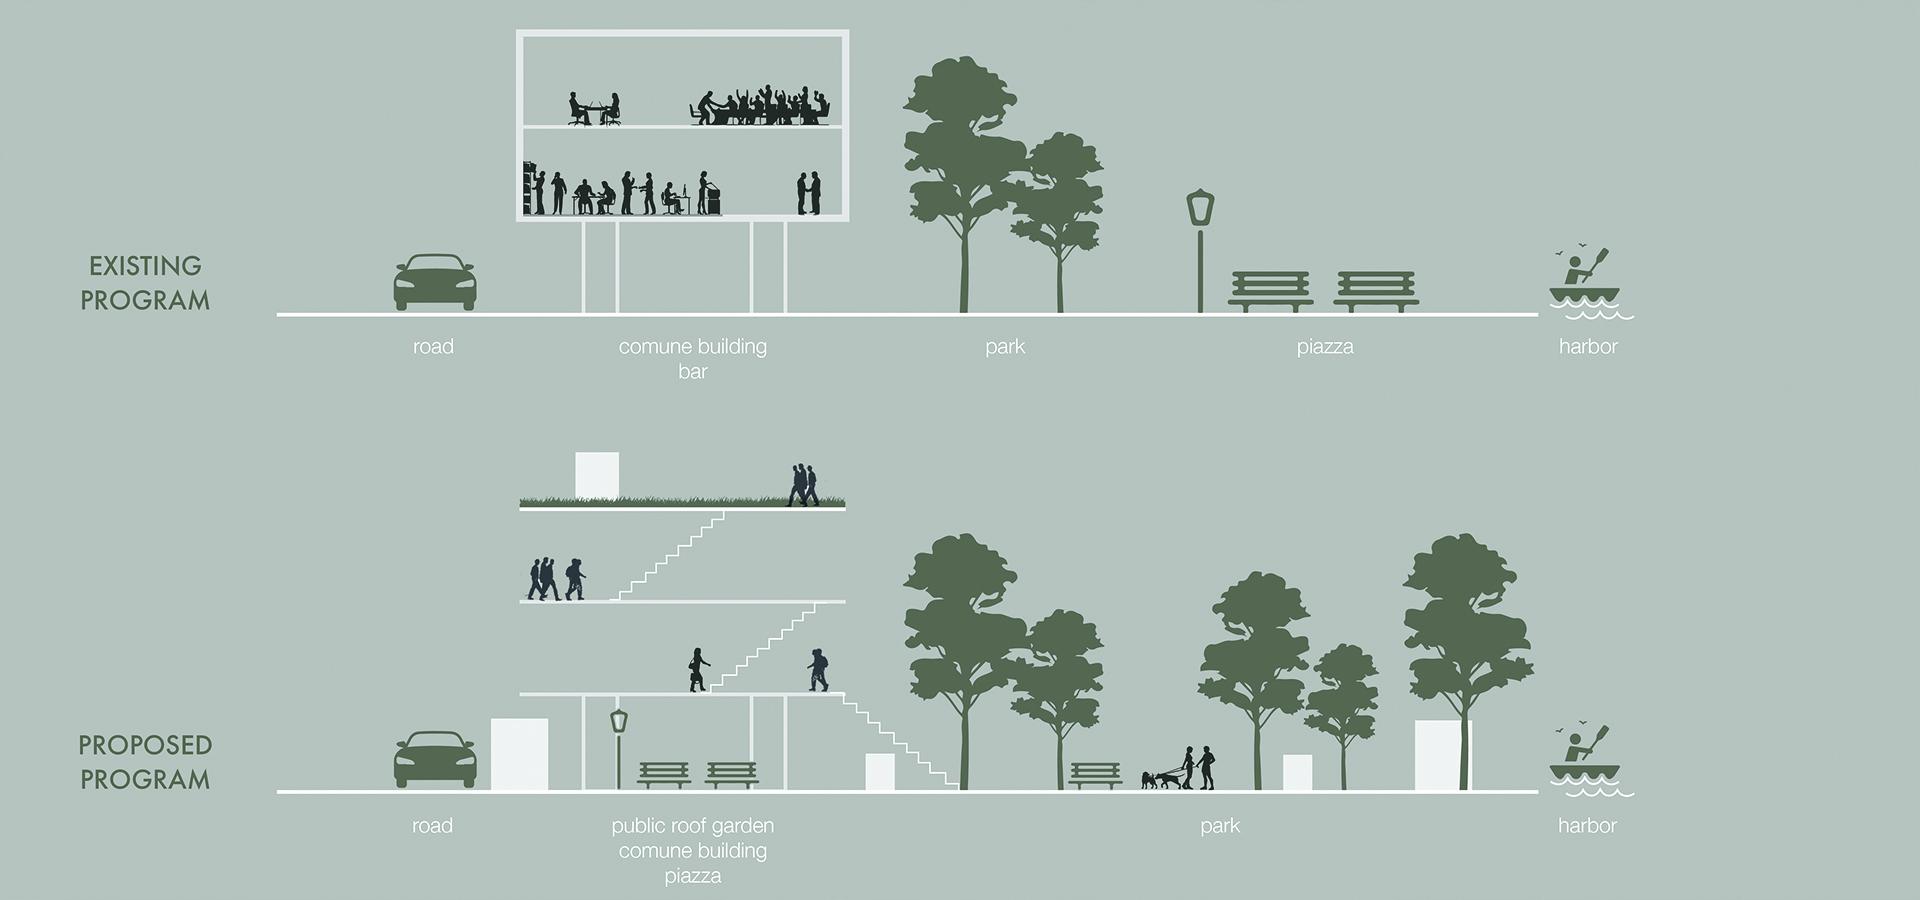 EXISTING
PROGRAM
road
comune building
bar
park
piazza
harbor
PROPOSED
PROGRAM
road
public roof garden
comune building
piazza
park
harbor